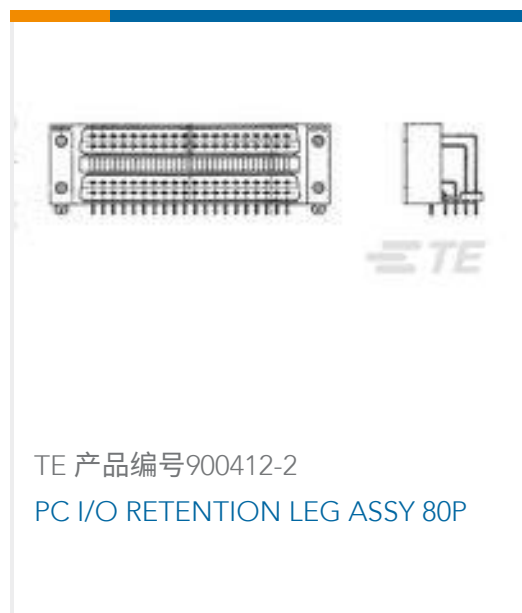 TE
TE 产品编号900412-2
PC I/O RETENTION LEG ASSY 80P